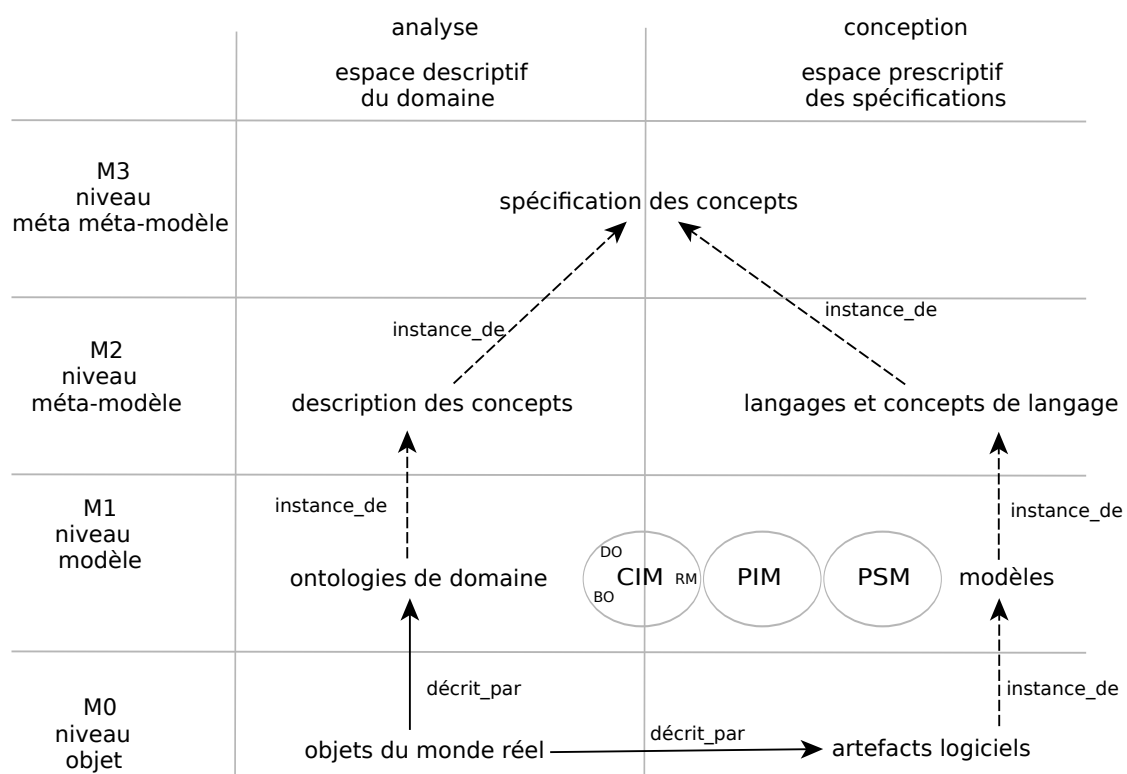 analyse
conception
espace descriptif
du domaine
espace prescriptif
des spécifications
M3
niveau
méta méta-modèle
spécification des concepts
instance_de
instance_de
M2
niveau
méta-modèle
description des concepts
langages et concepts de langage
M1
niveau
modèle
instance_de
instance_de
ontologies de domaine
DO
CIM
RM
BO
PIM
PSM
modèles
décrit_par
instance_de
M0
niveau
objet
objets du monde réel
décrit_par
artefacts logiciels